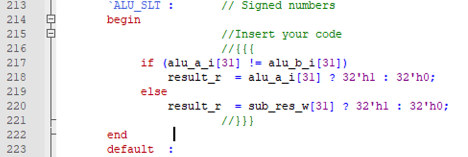 213 `ALU_SLT : // Signed numbers
214 begin
215 //Insert your code
216 //{{{
217 if (alu_a_i[31] != alu_b_i[31])
218 result_r = alu_a_i[31] ? 32'h1 : 32'h0;
219 else
220 result_r = sub_res_w[31] ? 32'h1 : 32'h0;
221 //}}}
222 end
223 default :